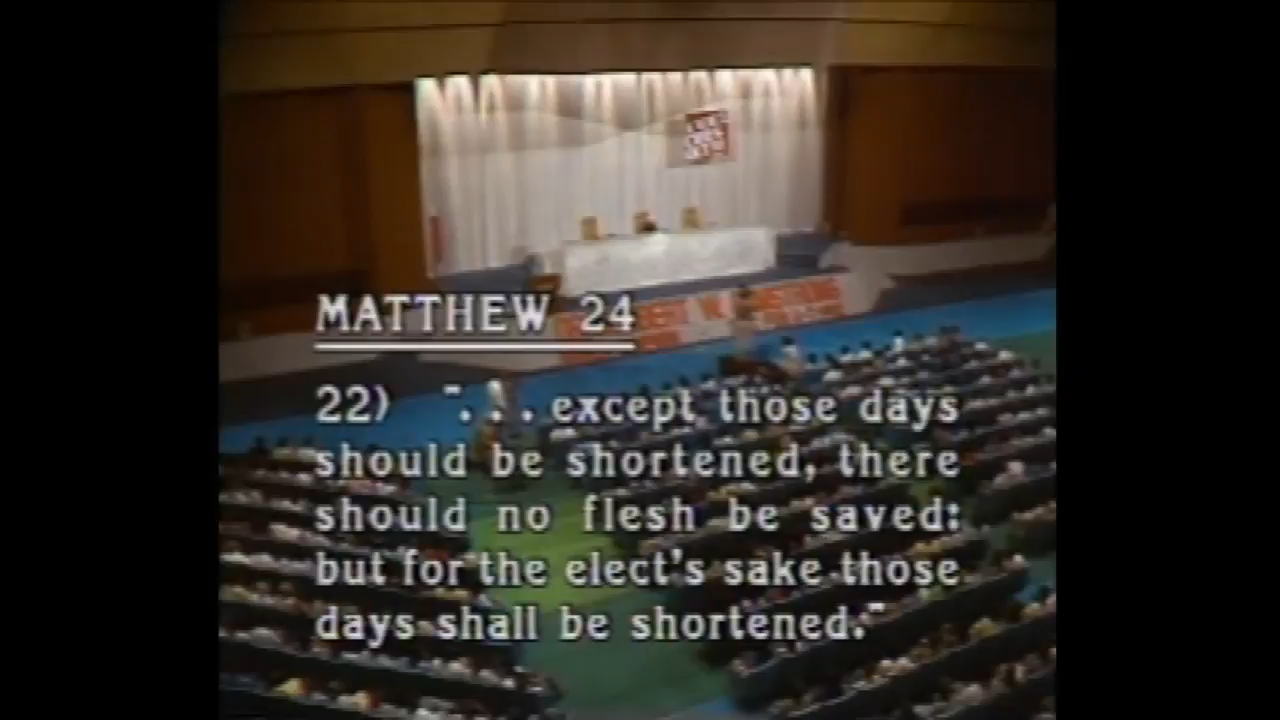 MATTHEW 24
22) ". . . except those days
should be shortened, there
should no flesh be saved:
but for the elect's sake those
days shall be shortened."